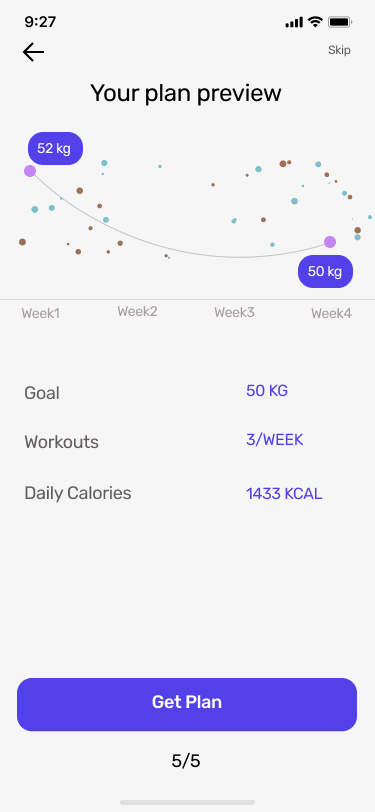 9:27
Skip
Your plan preview
52 kg
50 kg
Week1 Week2 Week3 Week4
Goal 50 KG
Workouts 3/WEEK
Daily Calories 1433 KCAL
Get Plan
5/5